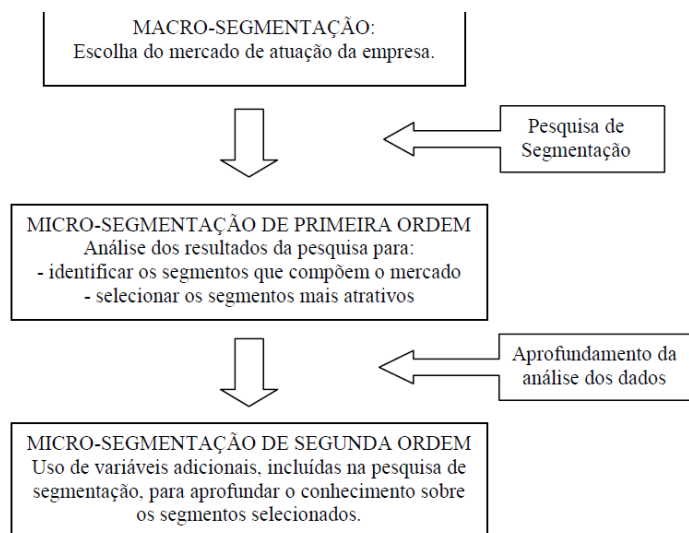 MACRO-SEGMENTAÇÃO:
Escolha do mercado de atuação da empresa.
Pesquisa de
Segmentação
MICRO-SEGMENTAÇÃO DE PRIMEIRA ORDEM
Análise dos resultados da pesquisa para:
- identificar os segmentos que compõem o mercado
- selecionar os segmentos mais atrativos
Aprofundamento da
análise dos dados
MICRO-SEGMENTAÇÃO DE SEGUNDA ORDEM
Uso de variáveis adicionais, incluídas na pesquisa de
segmentação, para aprofundar o conhecimento sobre
os segmentos selecionados.